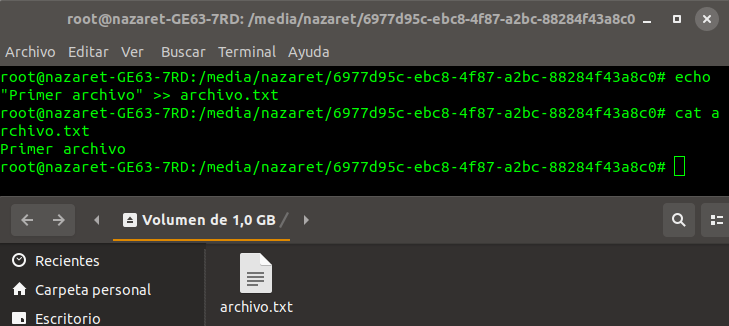 root@nazaret-GE63-7RD: /media/nazaret/6977d95c-ebc8-4f87-a2bc-88284f43a8c0
Archivo Editar Ver Buscar Terminal Ayuda
root@nazaret-GE63-7RD:/media/nazaret/6977d95c-ebc8-4f87-a2bc-88284f43a8c0# echo
"Primer archivo" >> archivo.txt
root@nazaret-GE63-7RD:/media/nazaret/6977d95c-ebc8-4f87-a2bc-88284f43a8c0# cat a
rchivo.txt
Primer archivo
root@nazaret-GE63-7RD:/media/nazaret/6977d95c-ebc8-4f87-a2bc-88284f43a8c0#
Volumen de 1,0 GB /
Recientes
Carpeta personal
archivo.txt
Escritorio